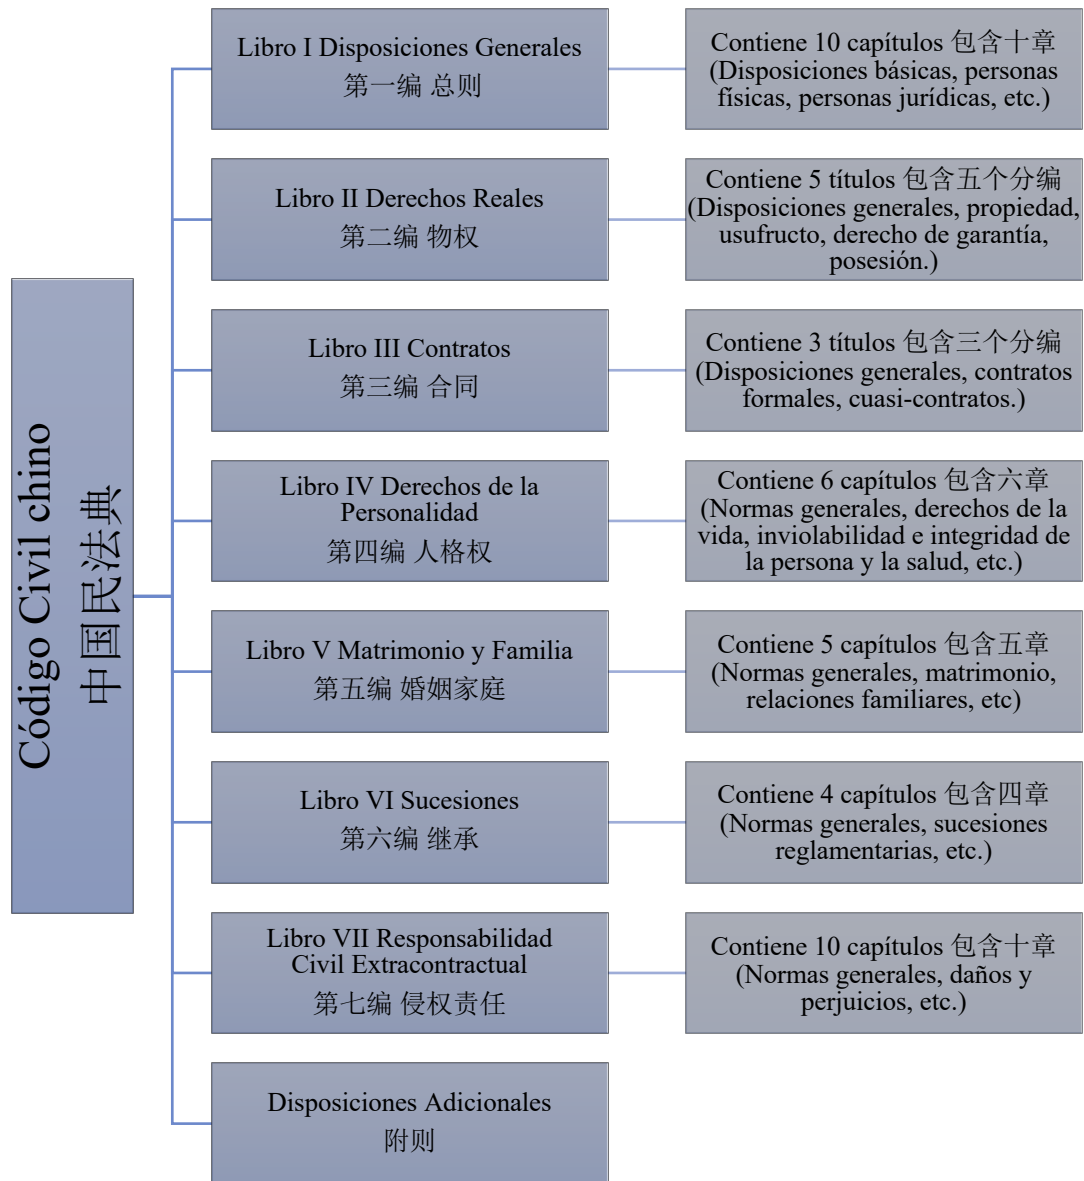 Código Civil chino
中国民法典
Libro I Disposiciones Generales
第一编 总则
Contiene 10 capítulos 包含十章
(Disposiciones básicas, personas
físicas, personas jurídicas, etc.)
Libro II Derechos Reales
第二编 物权
Contiene 5 títulos 包含五个分编
(Disposiciones generales, propiedad,
usufructo, derecho de garantía,
posesión.)
Libro III Contratos
第三编 合同
Contiene 3 títulos 包含三个分编
(Disposiciones generales, contratos
formales, cuasi-contratos.)
Libro IV Derechos de la
Personalidad
第四编 人格权
Contiene 6 capítulos 包含六章
(Normas generales, derechos de la
vida, inviolabilidad e integridad de
la persona y la salud, etc.)
Libro V Matrimonio y Familia
第五编 婚姻家庭
Contiene 5 capítulos 包含五章
(Normas generales, matrimonio,
relaciones familiares, etc)
Libro VI Sucesiones
第六编 继承
Contiene 4 capítulos 包含四章
(Normas generales, sucesiones
reglamentarias, etc.)
Libro VII Responsabilidad
Civil Extracontractual
第七编 侵权责任
Contiene 10 capítulos 包含十章
(Normas generales, daños y
perjuicios, etc.)
Disposiciones Adicionales
附则